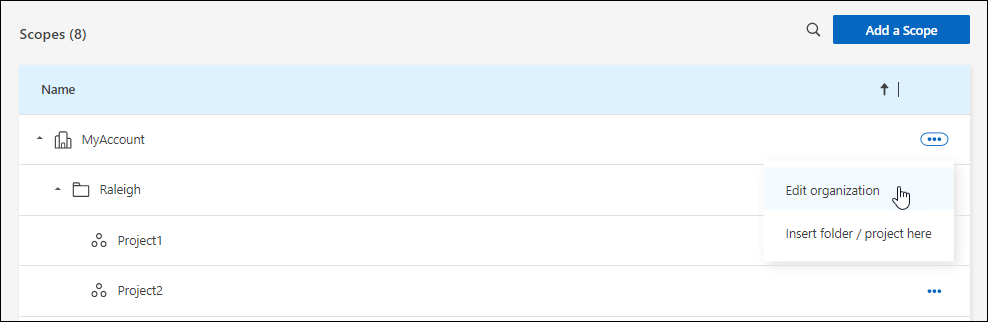 Scopes (8)
Add a Scope
Name
MyAccount
Raleigh
Edit organization
Project1
Insert folder / project here
Project2